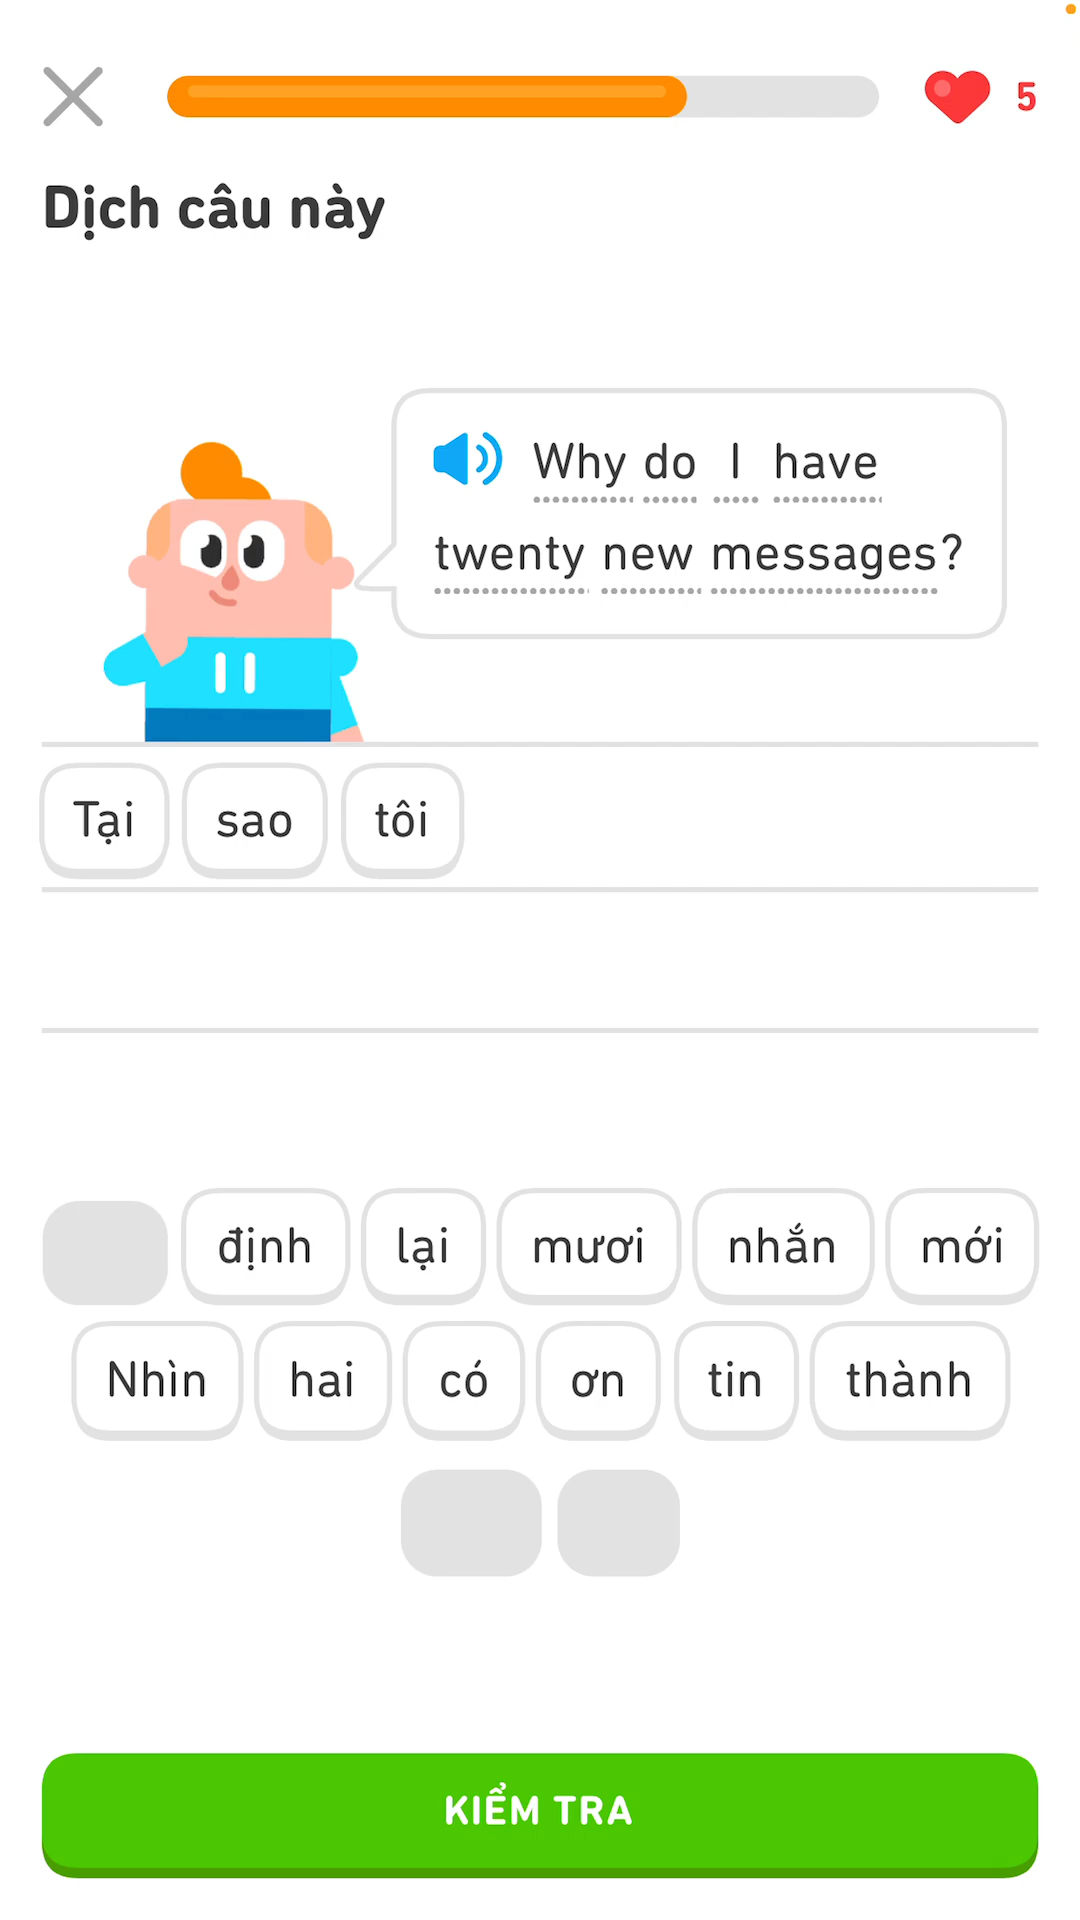 5
Dịch câu này
Why do I have
twenty new messages?
Tại sao tôi
định lại mươi nhắn mới
Nhìn hai có ơn tin thành
KIỂM TRA